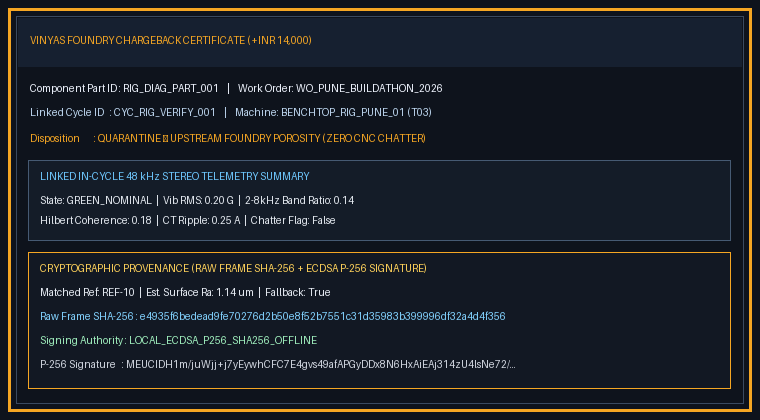 VINYAS FOUNDRY CHARGEBACK CERTIFICATE (+INR 14,000)
Component Part ID: RIG_DIAG_PART_001 | Work Order: WO_PUNE_BUILDATHON_2026
Linked Cycle ID : CYC_RIG_VERIFY_001 | Machine: BENCHTOP_RIG_PUNE_01 (T03)
Disposition : QUARANTINE▯UPSTREAM FOUNDRY POROSITY (ZERO CNC CHATTER)
LINKED IN-CYCLE 48 kHz STEREO TELEMETRY SUMMARY
State: GREEN_NOMINAL | Vib RMS: 0.20 G | 2-8kHz Band Ratio: 0.14
Hilbert Coherence: 0.18 | CT Ripple: 0.25 A | Chatter Flag: False
CRYPTOGRAPHIC PROVENANCE (RAW FRAME SHA-256 + ECDSA P-256 SIGNATURE)
Matched Ref: REF-10 | Est. Surface Ra: 1.14 um | Fallback: True
Raw Frame SHA-256 : e4935f6bedead9fe70276d2b50e8f52b7551c31d35983b399996df32a4d4f356
Signing Authority: LOCAL_ECDSA_P256_SHA256_OFFLINE
P-256 Signature : MEUCIDH1m/juWjj+j7yEywhCFC7E4gvs49afAPGyDDx8N6HxAiEAj314zU4lsNe72/...